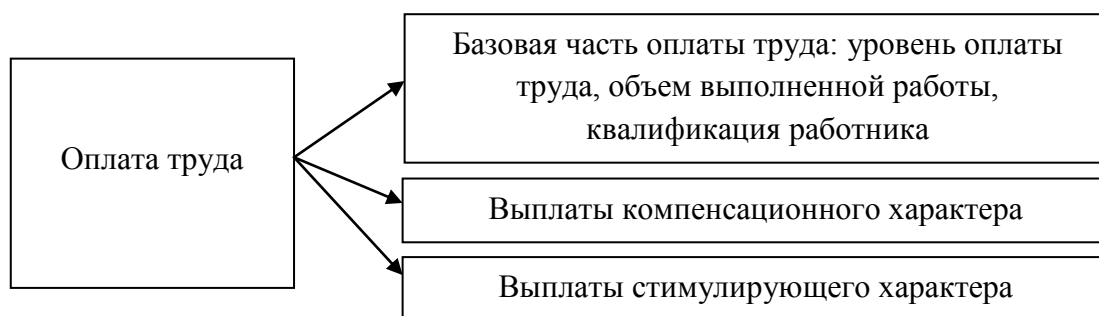 Оплата труда
Базовая часть оплаты труда: уровень оплаты
труда, объем выполненной работы,
квалификация работника
Выплаты компенсационного характера
Выплаты стимулирующего характера